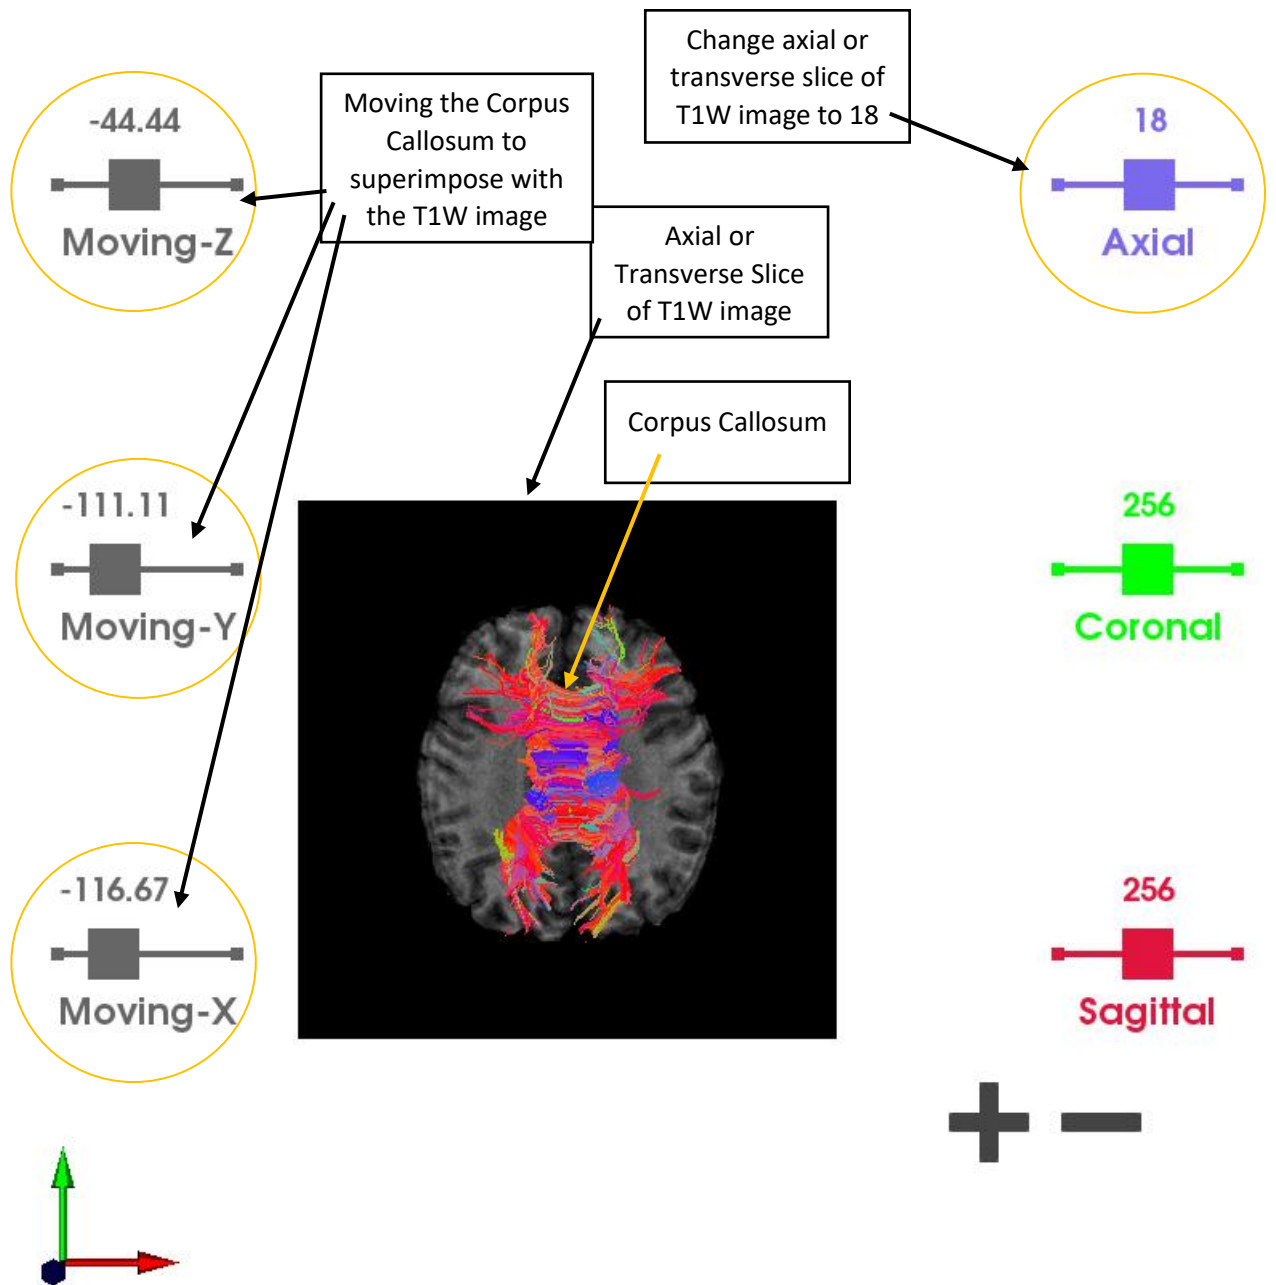 Change axial or
transverse slice of
T1W image to 18
Moving the Corpus
Callosum to
superimpose with
the T1W image
-44.44
Moving-Z
18
Axial
Axial or
Transverse Slice
of T1W image
Corpus Callosum
-111.11
Moving-Y
256
Coronal
-116.67
Moving-X
256
Sagittal